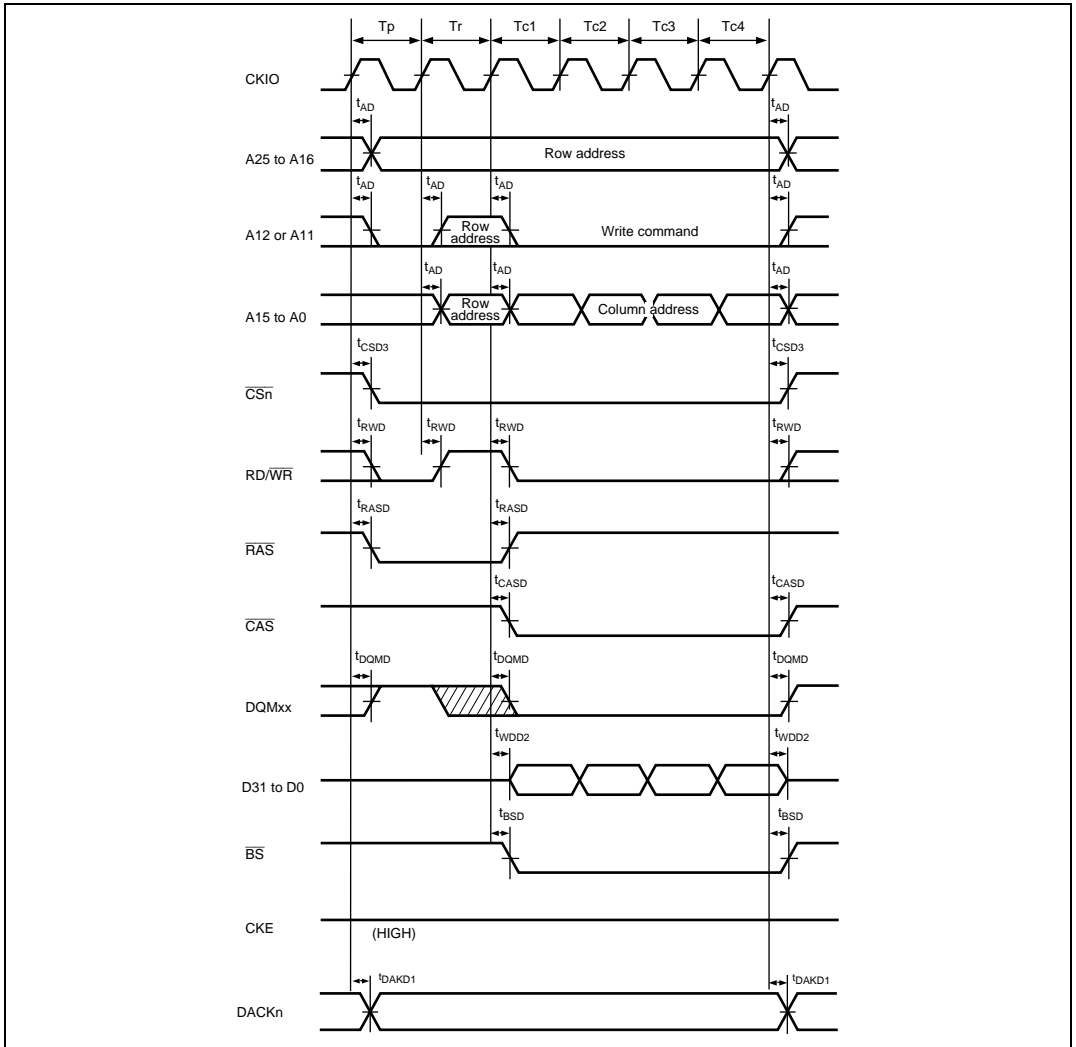 Tp Tr Tc1 Tc2 Tc3 Tc4
CKIO
tAD tAD
A25 to A16 Row address
tAD tAD tAD tAD
A12 or A11 Row address Write command
tAD tAD tAD
A15 to A0 Row address Column address
tCSD3 tCSD3
CSn
tRWD tRWD tRWD tRWD
RD/WR
tRASD tRASD
RAS
tCASD tCASD
CAS
tDQMD tDQMD tDQMD
DQMxx
tWDD2 tWDD2
D31 to D0
tBSD tBSD
BS
CKE (HIGH)
tDAKD1 tDAKD1
DACKn